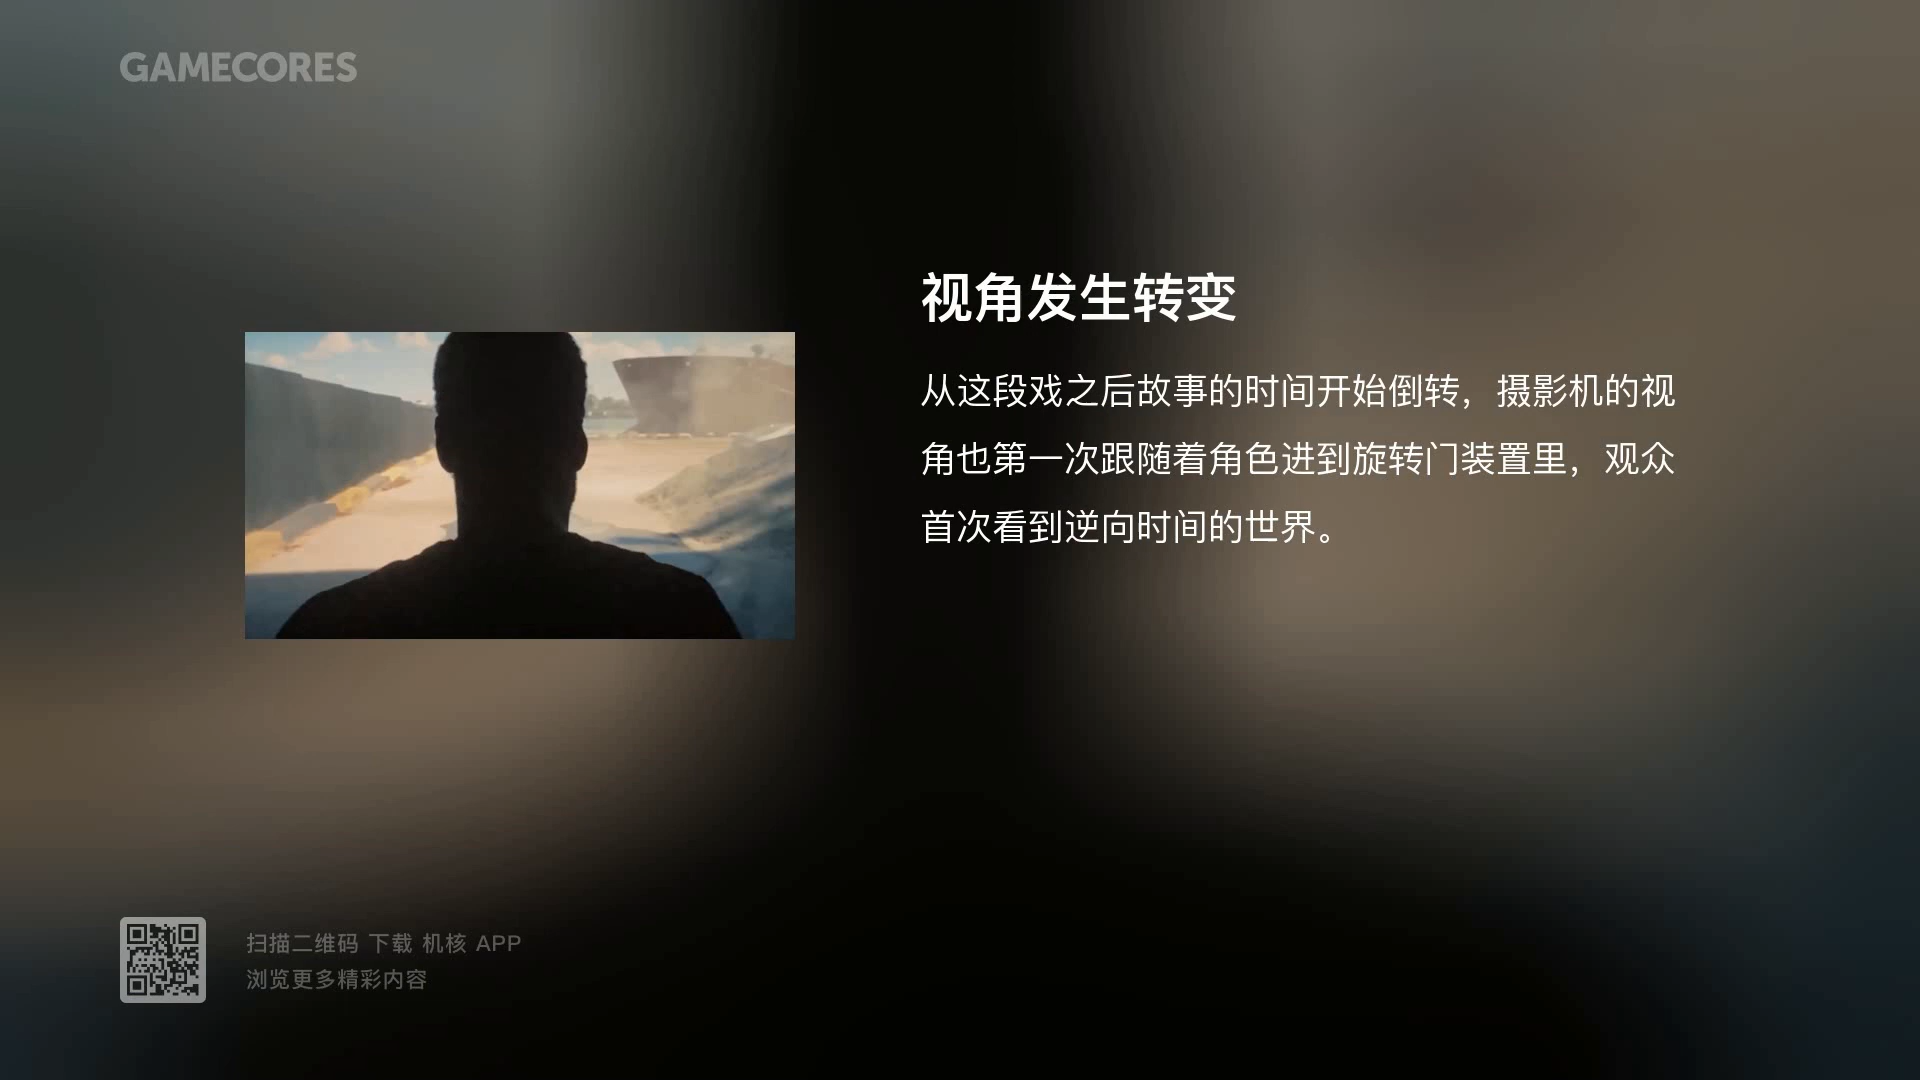 GAMECORES
视角发生转变
从这段戏之后故事的时间开始倒转，摄影机的视
角也第一次跟随着角色进到旋转门装置里，观众
首次看到逆向时间的世界。
扫描二维码 下载 机核 APP
浏览更多精彩内容